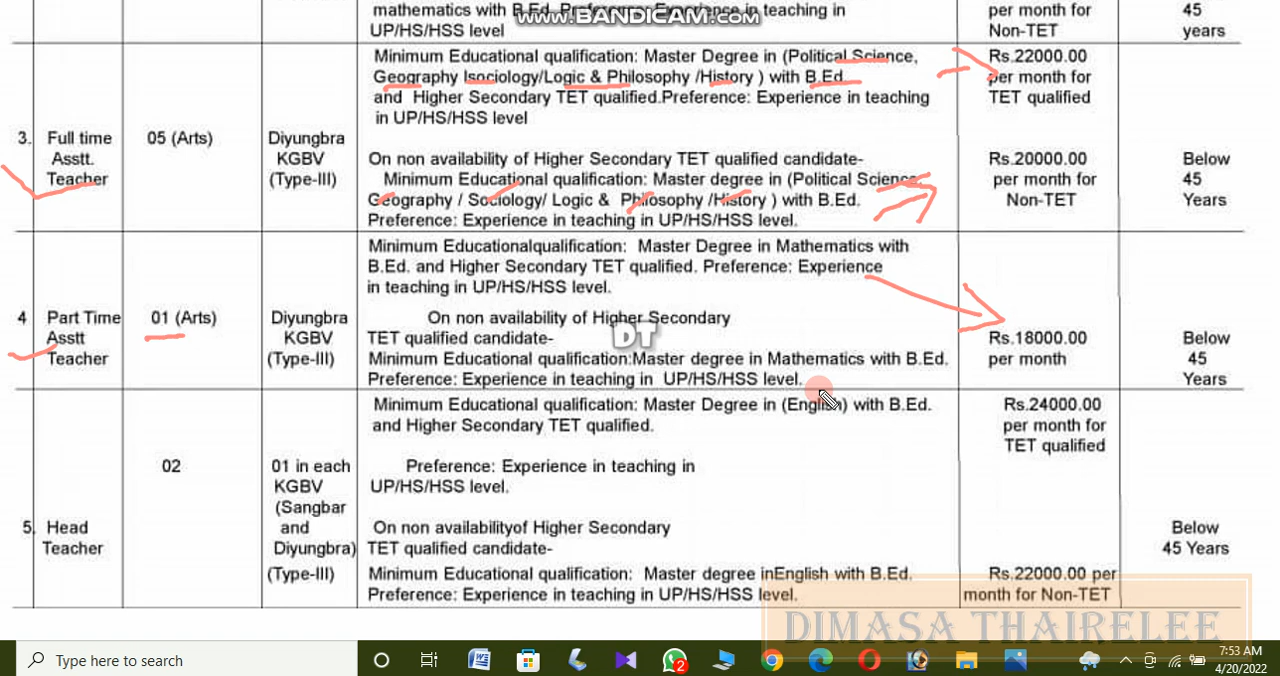 mathematics with B.Ed. Preference: Experience in teaching in
UP/HS/HSS level
per month for
Non-TET
45
years
www.BANDICAM.com
3.
Full time
Asstt.
Teacher
05 (Arts)
Diyungbra
KGBV
(Type-III)
Minimum Educational qualification: Master Degree in (Political Science,
Geography Isociology/Logic & Philosophy /History ) with B.Ed.
and Higher Secondary TET qualified.Preference: Experience in teaching
in UP/HS/HSS level
On non availability of Higher Secondary TET qualified candidate-
Minimum Educational qualification: Master degree in (Political Science,
Geography / Sociology/ Logic & Philosophy /History ) with B.Ed.
Preference: Experience in teaching in UP/HS/HSS level.
Rs.22000.00
per month for
TET qualified
Rs.20000.00
per month for
Non-TET
Below
45
Years
4
Part Time
Asstt
Teacher
01 (Arts)
Diyungbra
KGBV
(Type-III)
Minimum Educationalqualification: Master Degree in Mathematics with
B.Ed. and Higher Secondary TET qualified. Preference: Experience
in teaching in UP/HS/HSS level.
On non availability of Higher Secondary
TET qualified candidate-
Minimum Educational qualification:Master degree in Mathematics with B.Ed.
Preference: Experience in teaching in UP/HS/HSS level.
DT
Rs.18000.00
per month
Below
45
Years
5.
Head
Teacher
02
01 in each
KGBV
(Sangbar
and
Diyungbra)
(Type-III)
Minimum Educational qualification: Master Degree in (English) with B.Ed.
and Higher Secondary TET qualified.
Preference: Experience in teaching in
UP/HS/HSS level.
On non availabilityof Higher Secondary
TET qualified candidate-
Minimum Educational qualification: Master degree inEnglish with B.Ed.
Preference: Experience in teaching in UP/HS/HSS level.
Rs.24000.00
per month for
TET qualified
Rs.22000.00 per
month for Non-TET
Below
45 Years
DIMASA THAIRELEE
Type here to search
2
7:53 AM
4/20/2022